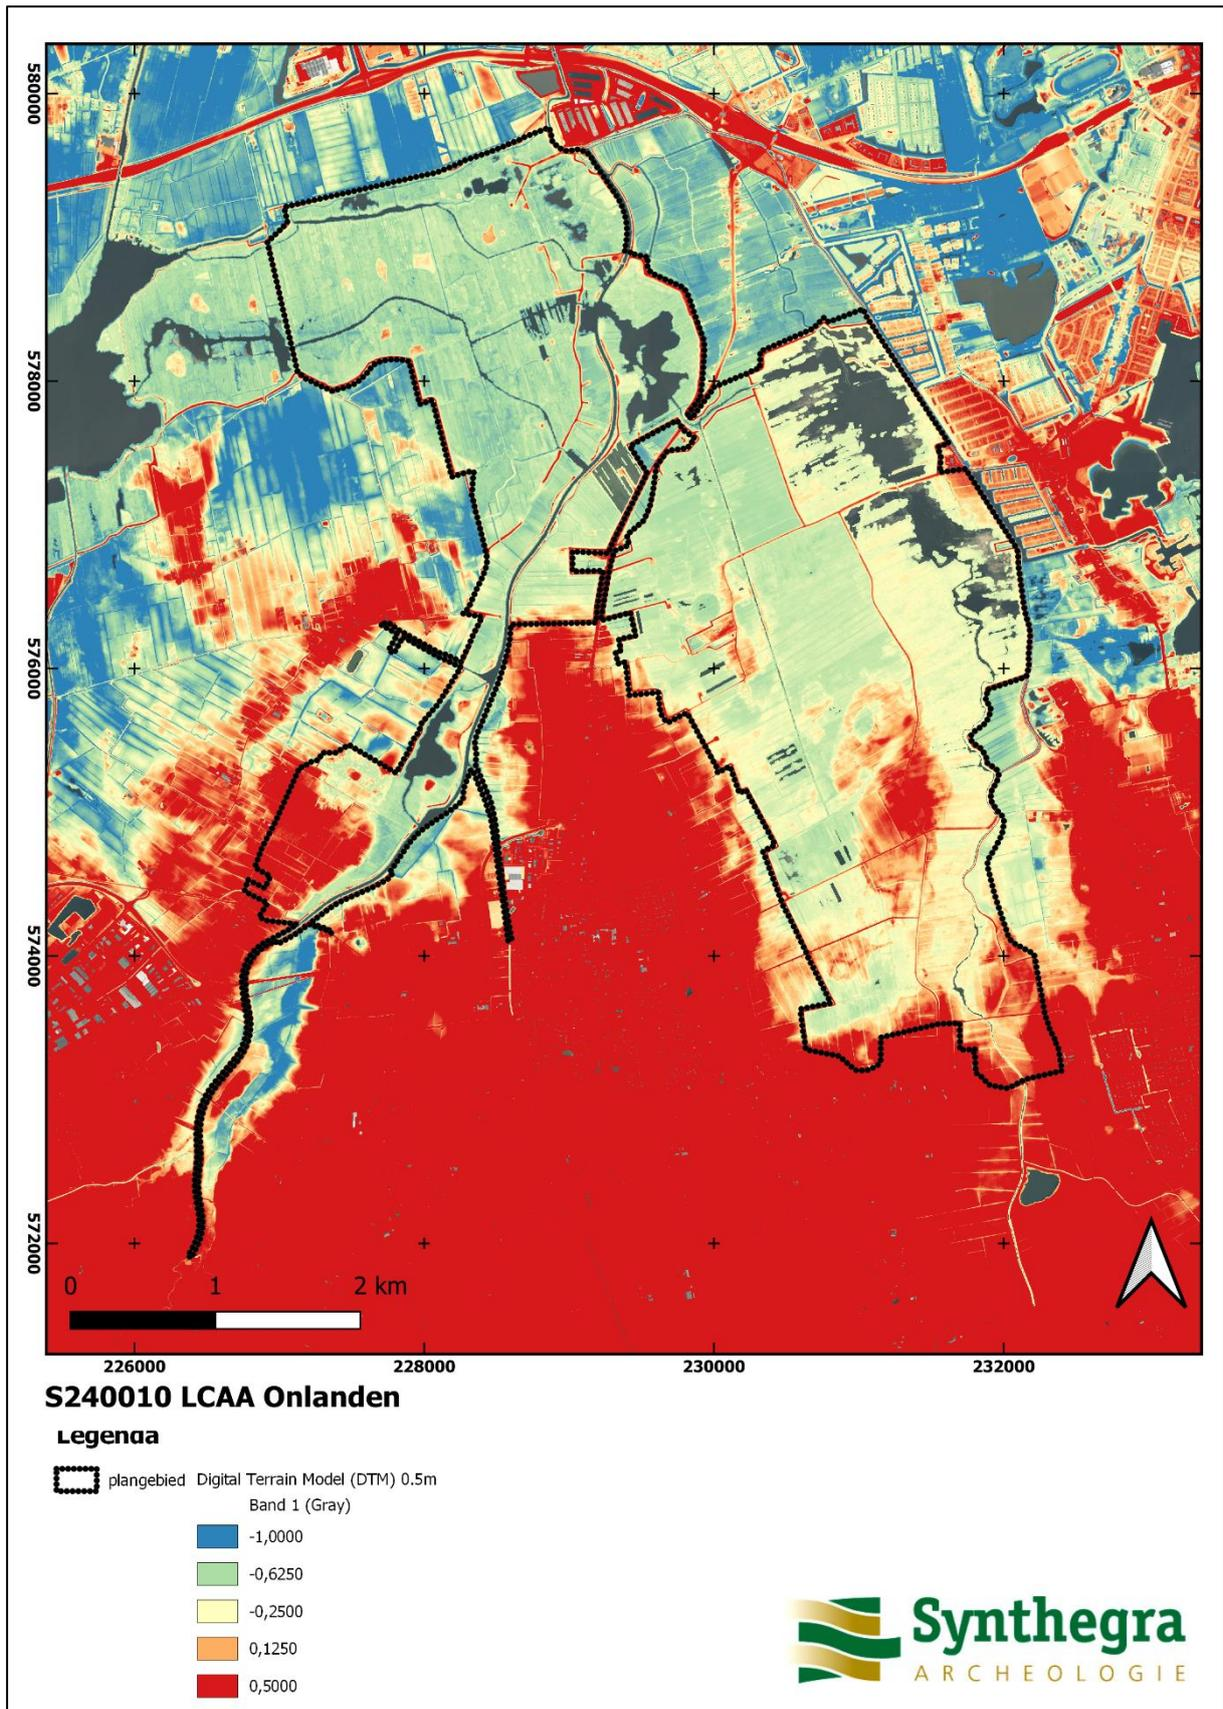 580000
578000
576000
574000
572000
0 1 2 km
226000 228000 230000 232000
S240010 LCAA Onlanden
Legenda
plangebied Digital Terrain Model (DTM) 0.5m
Band 1 (Gray)
-1,0000
-0,6250
-0,2500
0,1250
0,5000
Synthegra
ARCHEOLOGIE